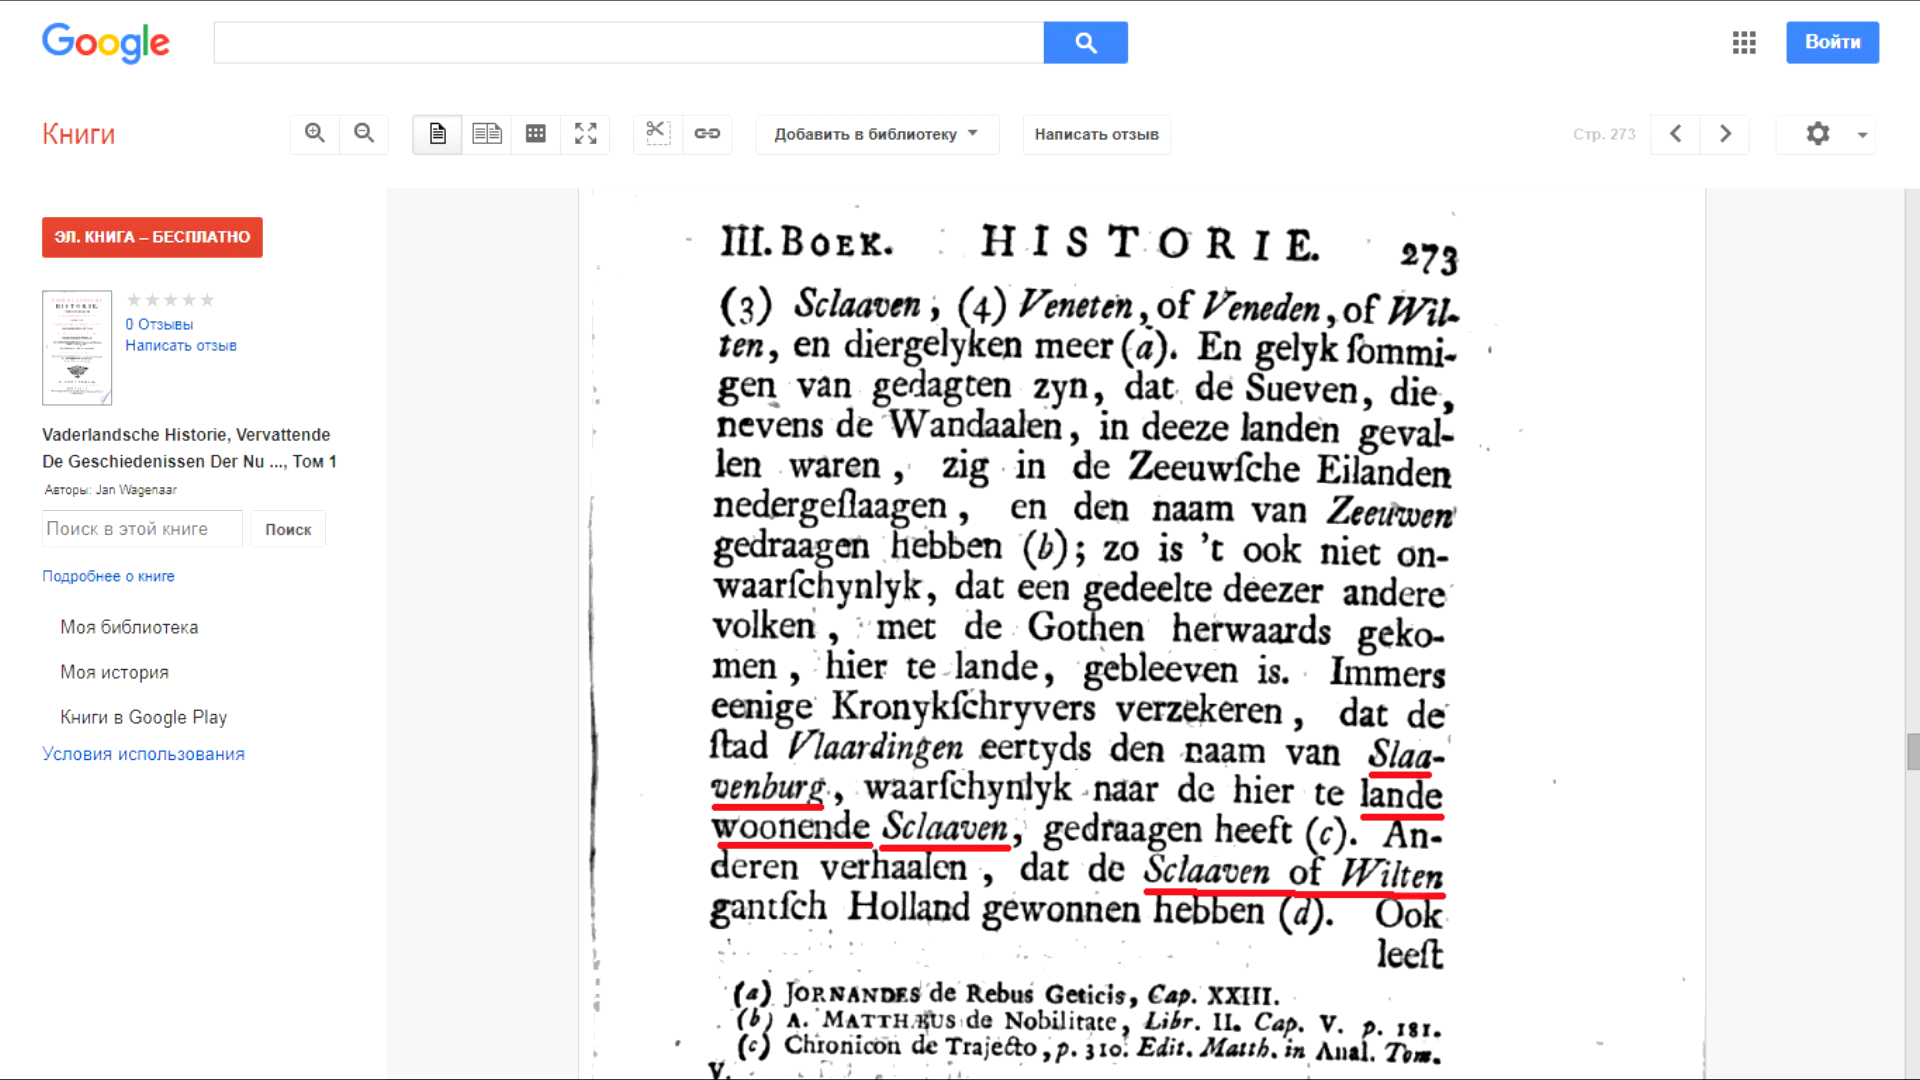 Google
Войти
Книги
Добавить в библиотеку
Написать отзыв
Стр. 273
ЭЛ. КНИГА – БЕСПЛАТНО
0 Отзывы
Написать отзыв
Vaderlandsche Historie, Vervattende
De Geschiedenissen Der Nu ..., Том 1
Авторы: Jan Wagenaar
Поиск в этой книге
Поиск
Подробнее о книге
Моя библиотека
Моя история
Книги в Google Play
Условия использования
III. BOEK. HISTORIE. 273
(3) Sclaaven, (4) Veneten, of Veneden, of Wil-
ten, en diergelyken meer (a). En gelyk ſommi-
gen van gedagten zyn, dat de Sueven, die,
nevens de Wandaalen, in deeze landen geval-
len waren, zig in de Zeeuwſche Eilanden
nedergeſlaagen, en den naam van Zeeuwen
gedraagen hebben (b); zo is 't ook niet on-
waarſchynlyk, dat een gedeelte deezer andere
volken, met de Gothen herwaards geko-
men, hier te lande, gebleeven is. Immers
eenige Kronykſchryvers verzekeren, dat de
ſtad Vlaardingen eertyds den naam van Slaa-
venburg, waarſchynlyk naar de hier te lande
woonende Sclaaven, gedraagen heeft (c). An-
deren verhaalen, dat de Sclaaven of Wilten
gantſch Holland gewonnen hebben (d). Ook
leeſt
(a) JORNANDES de Rebus Geticis, Cap. XXIII.
(b) A. MATTHÆUS de Nobilitate, Libr. II. Cap. V. p. 181.
(c) Chronicon de Trajecto, p. 310. Edit. Matth. in Anal. Tom.
V.